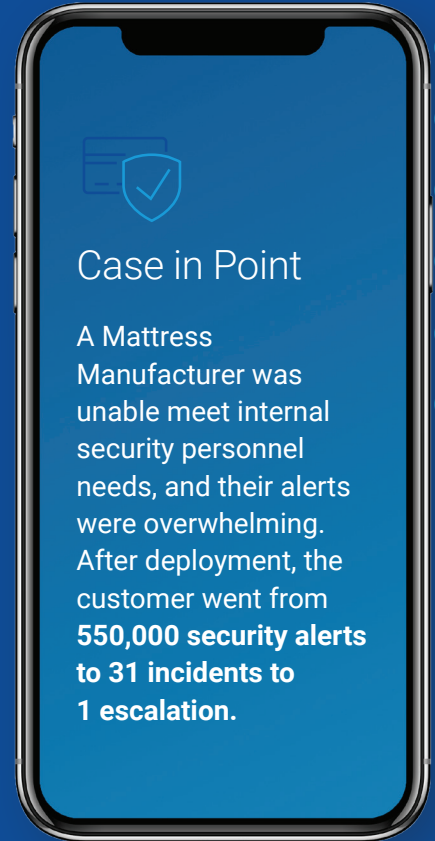 Case in Point
A Mattress
Manufacturer was
unable meet internal
security personnel
needs, and their alerts
were overwhelming.
After deployment, the
customer went from
550,000 security alerts
to 31 incidents to
1 escalation.